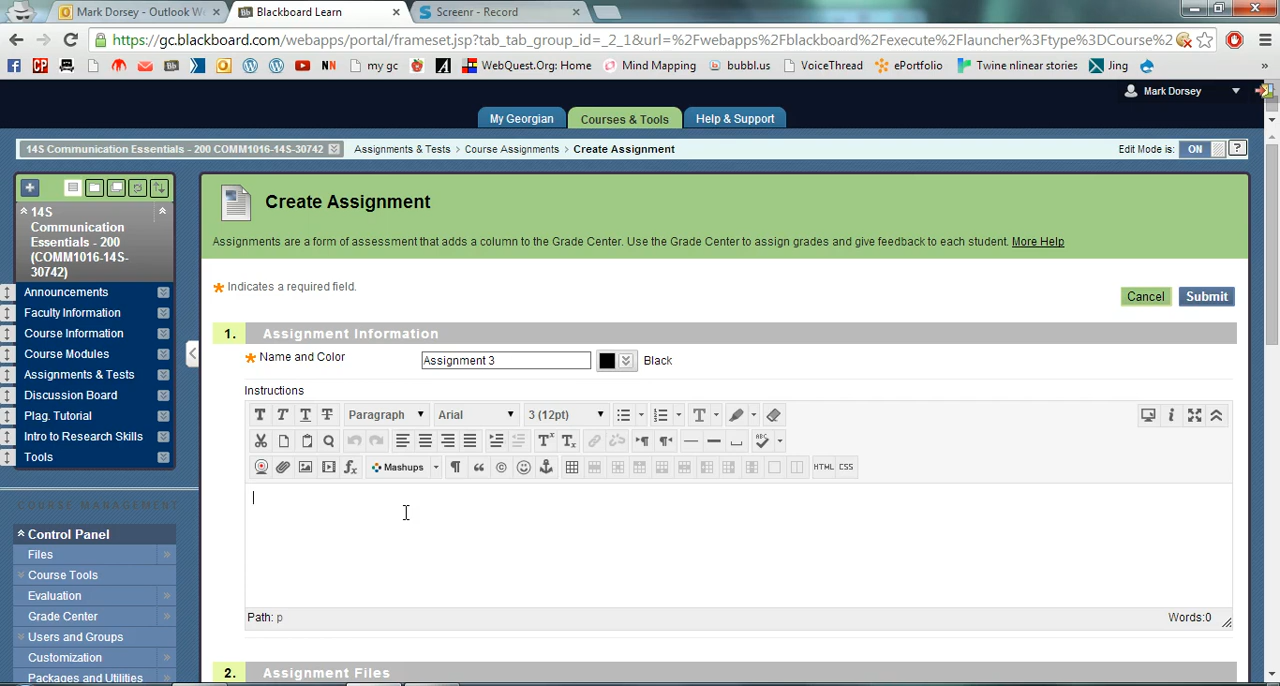 Mark Dorsey - Outlook W
Blackboard Learn
Screenr - Record
https://gc.blackboard.com/webapps/portal/frameset.jsp?tab_tab_group_id=_2_1&url=%2Fwebapps%2Fblackboard%2Fexecute%2Flauncher%3Ftype%3DCourse%2
my gc
WebQuest.Org: Home
Mind Mapping
bubbl.us
VoiceThread
ePortfolio
Twine nlinear stories
Jing
»
Mark Dorsey
My Georgian
Courses & Tools
Help & Support
14S Communication Essentials - 200 COMM1016-14S-30742
Assignments & Tests > Course Assignments > Create Assignment
Edit Mode is: ON ?
14S
Communication
Essentials - 200
(COMM1016-14S-
30742)
Announcements
Faculty Information
Course Information
Course Modules
Assignments & Tests
Discussion Board
Plag. Tutorial
Intro to Research Skills
Tools
COURSE MANAGEMENT
Control Panel
Files
Course Tools
Evaluation
Grade Center
Users and Groups
Customization
Packages and Utilities
Create Assignment
Assignments are a form of assessment that adds a column to the Grade Center. Use the Grade Center to assign grades and give feedback to each student. More Help
Indicates a required field.
Cancel
Submit
1. Assignment Information
Name and Color
Assignment 3
Black
Instructions
T T T T Paragraph Arial 3 (12pt)
Mashups
HTML CSS
Path: p
Words:0
2. Assignment Files